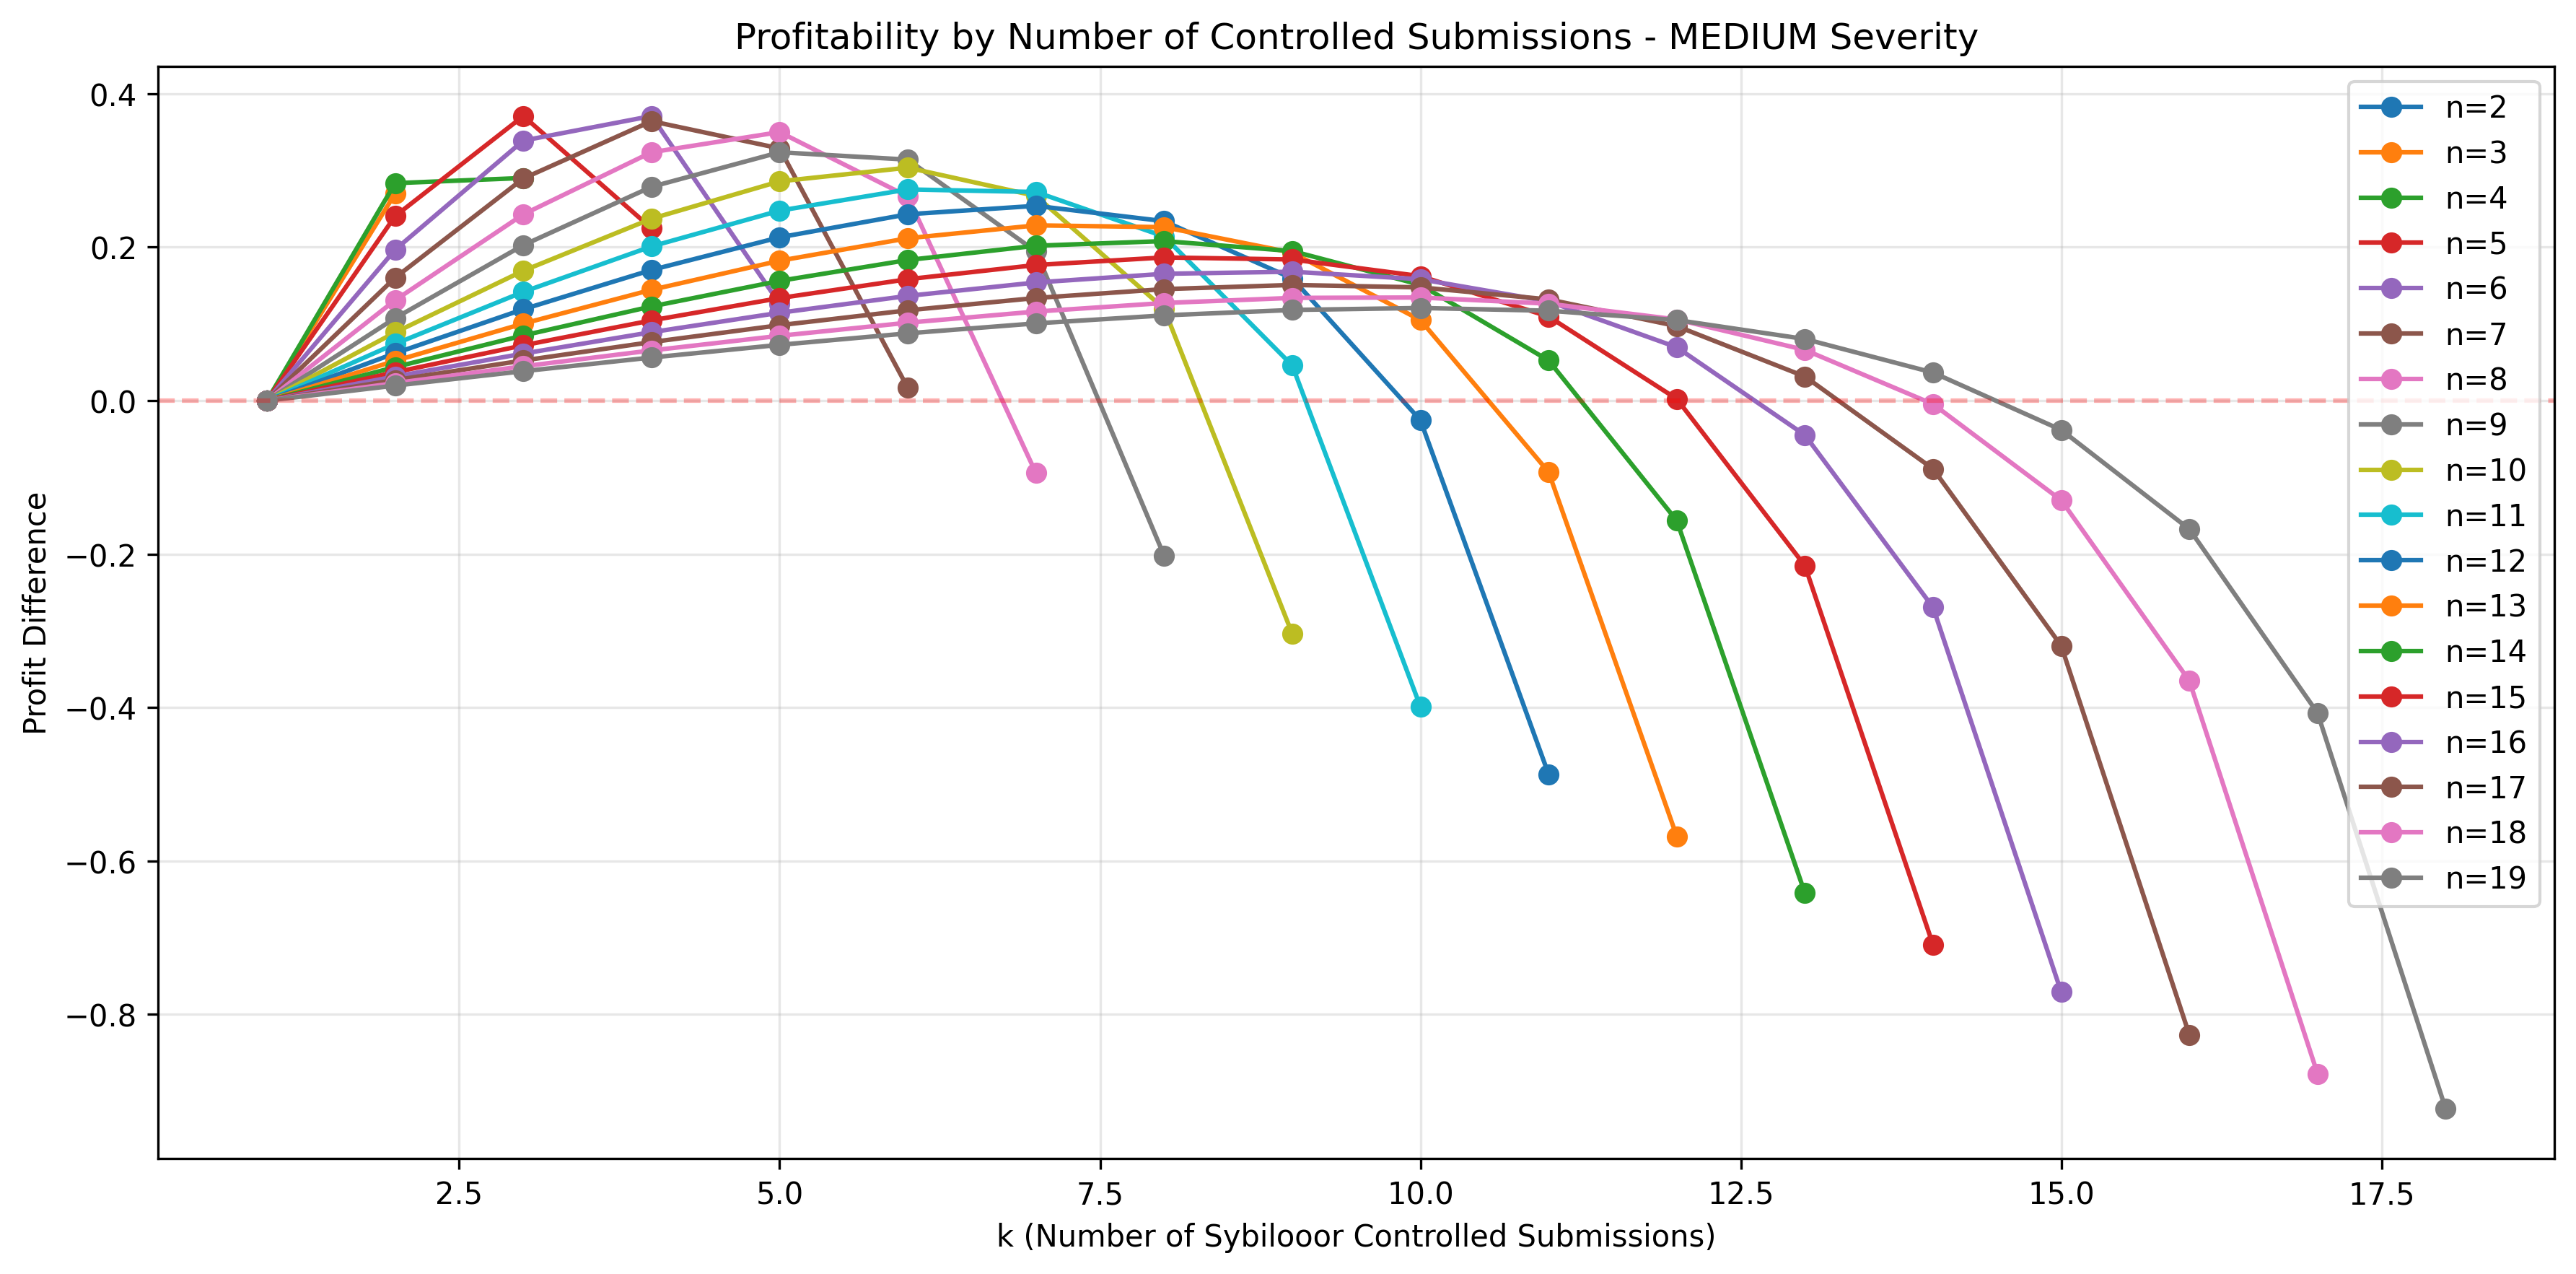 Profitability by Number of Controlled Submissions - MEDIUM Severity
0.4
0.2
0.0
−0.2
−0.4
−0.6
−0.8
Profit Difference
2.5
5.0
7.5
10.0
12.5
15.0
17.5
k (Number of Sybilooor Controlled Submissions)
n=2
n=3
n=4
n=5
n=6
n=7
n=8
n=9
n=10
n=11
n=12
n=13
n=14
n=15
n=16
n=17
n=18
n=19